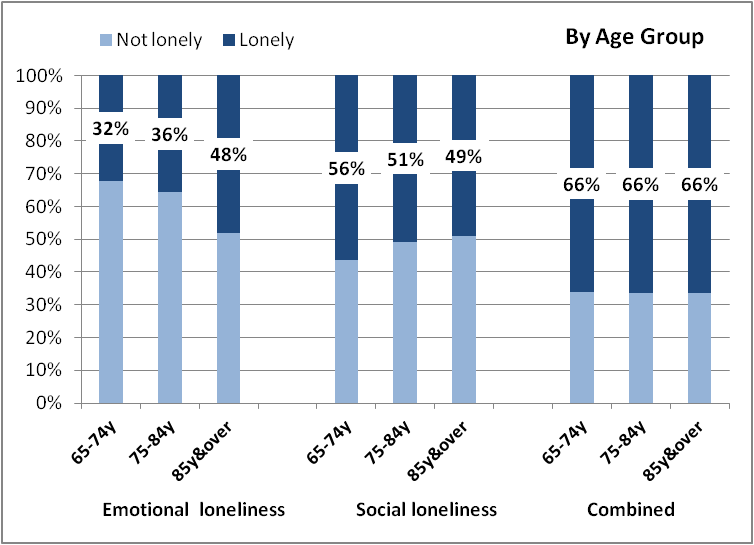 By Age Group
Not lonely Lonely
100%
90%
80%
70%
60%
50%
40%
30%
20%
10%
0%
32% 36% 48% 56% 51% 49% 66% 66% 66%
65-74y 75-84y 85y&over 65-74y 75-84y 85y&over 65-74y 75-84y 85y&over
Emotional loneliness Social loneliness Combined